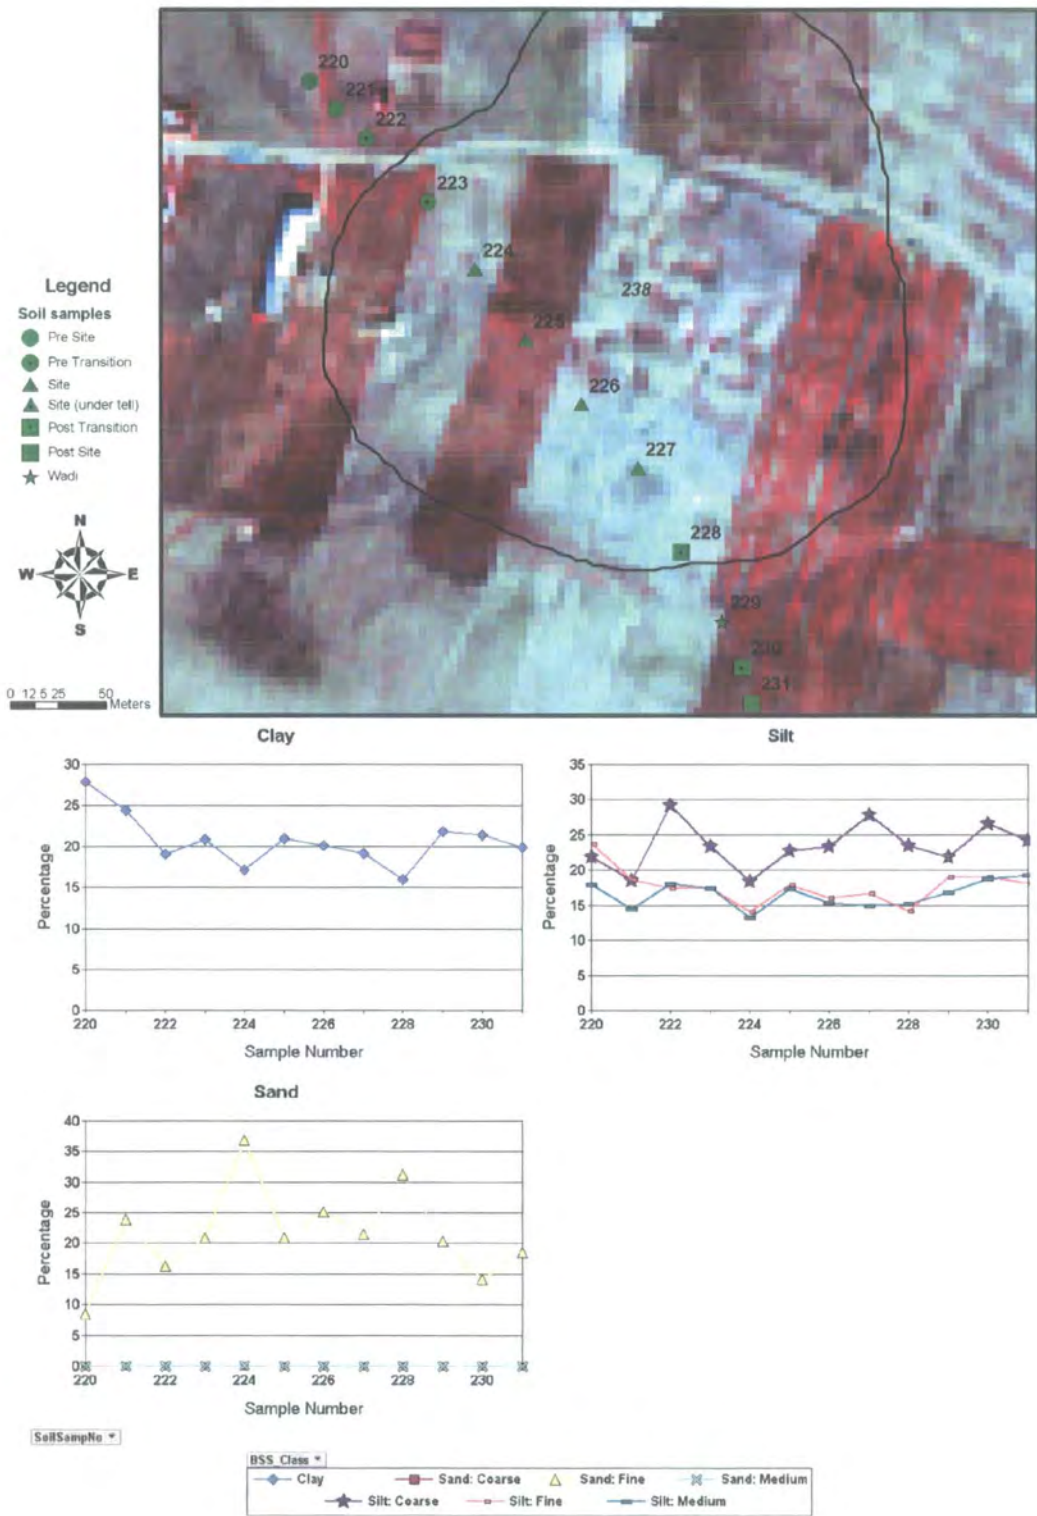 220
221
222
223
224
238
225
226
227
228
229
230
231
Legend
Soil samples
Pre Site
Pre Transition
Site
Site (under tell)
Post Transition
Post Site
Wadi
N
W E
S
0 12.5 25 50 Meters
Clay
30
25
20
15
10
5
0
Percentage
220 222 224 226 228 230
Sample Number
Silt
35
30
25
20
15
10
5
0
Percentage
220 222 224 226 228 230
Sample Number
Sand
40
35
30
25
20
15
10
5
0
Percentage
220 222 224 226 228 230
Sample Number
SoilSampNo
BSS_Class
Clay Sand: Coarse Sand: Fine Sand: Medium
Silt: Coarse Silt: Fine Silt: Medium